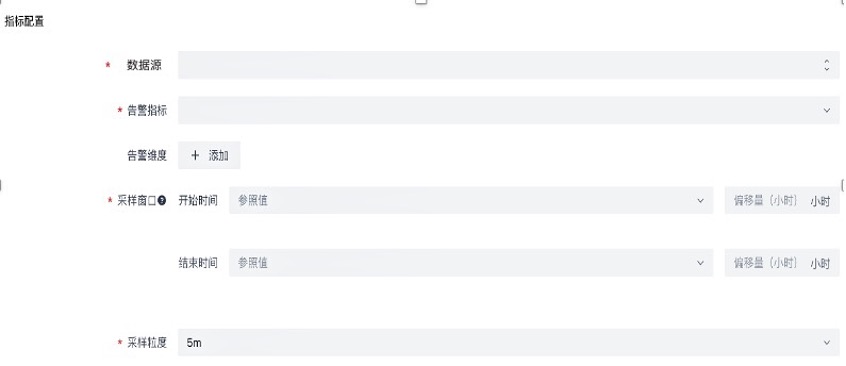 指标配置
* 数据源
* 告警指标
告警维度 + 添加
* 采样窗口 ? 开始时间 参照值 偏移量（小时） 小时
结束时间 参照值 偏移量（小时） 小时
* 采样粒度 5m